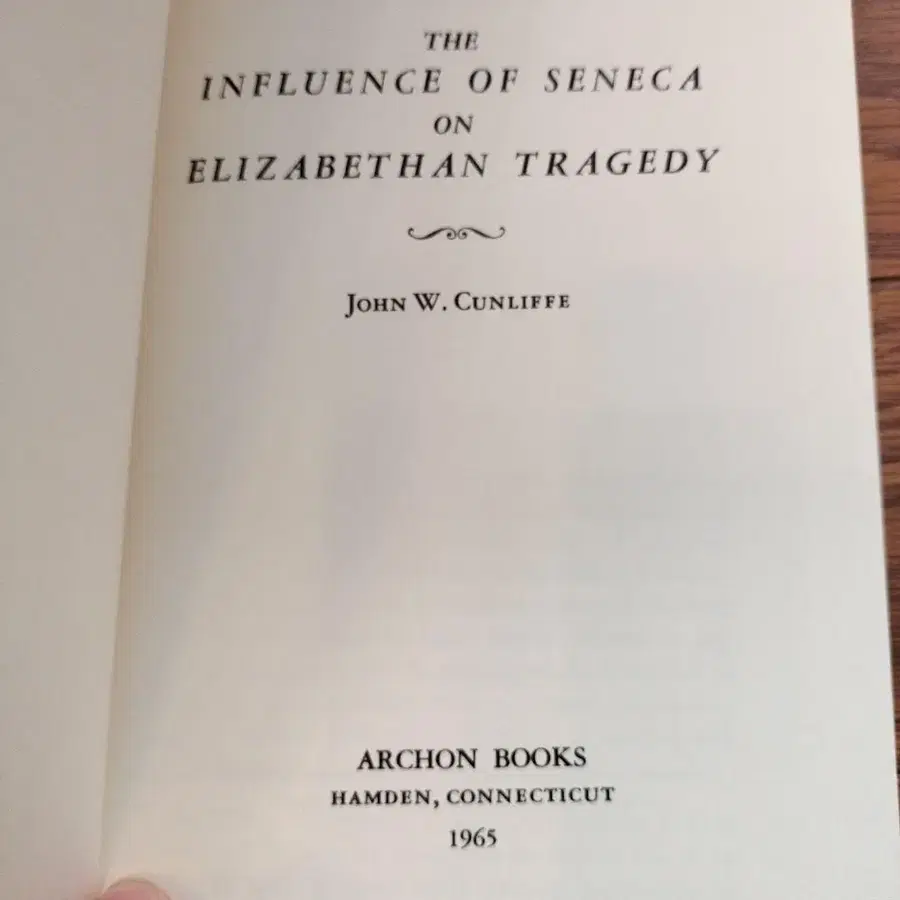 THE
INFLUENCE OF SENECA
ON
ELIZABETHAN TRAGEDY
JOHN W. CUNLIFFE
ARCHON BOOKS
HAMDEN, CONNECTICUT
1965